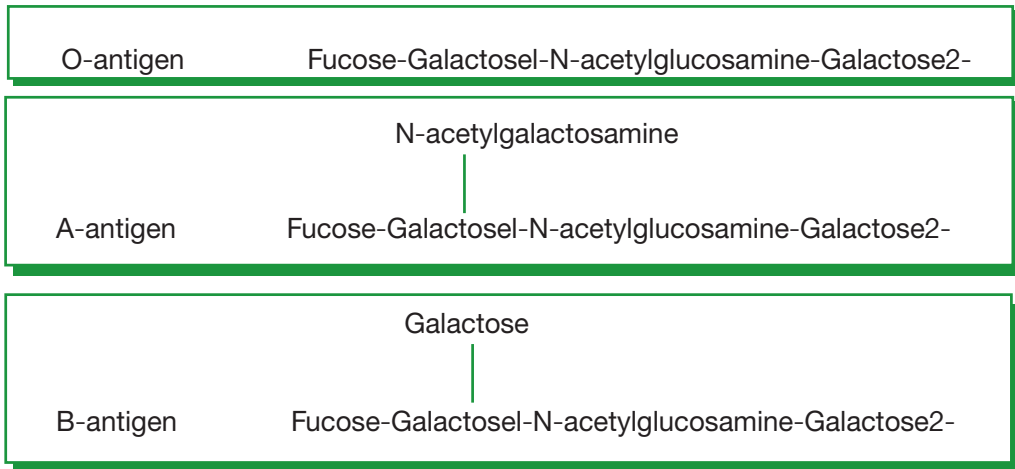 O-antigen Fucose-Galactosel-N-acetylglucosamine-Galactose2-
N-acetylgalactosamine
A-antigen Fucose-Galactosel-N-acetylglucosamine-Galactose2-
Galactose
B-antigen Fucose-Galactosel-N-acetylglucosamine-Galactose2-